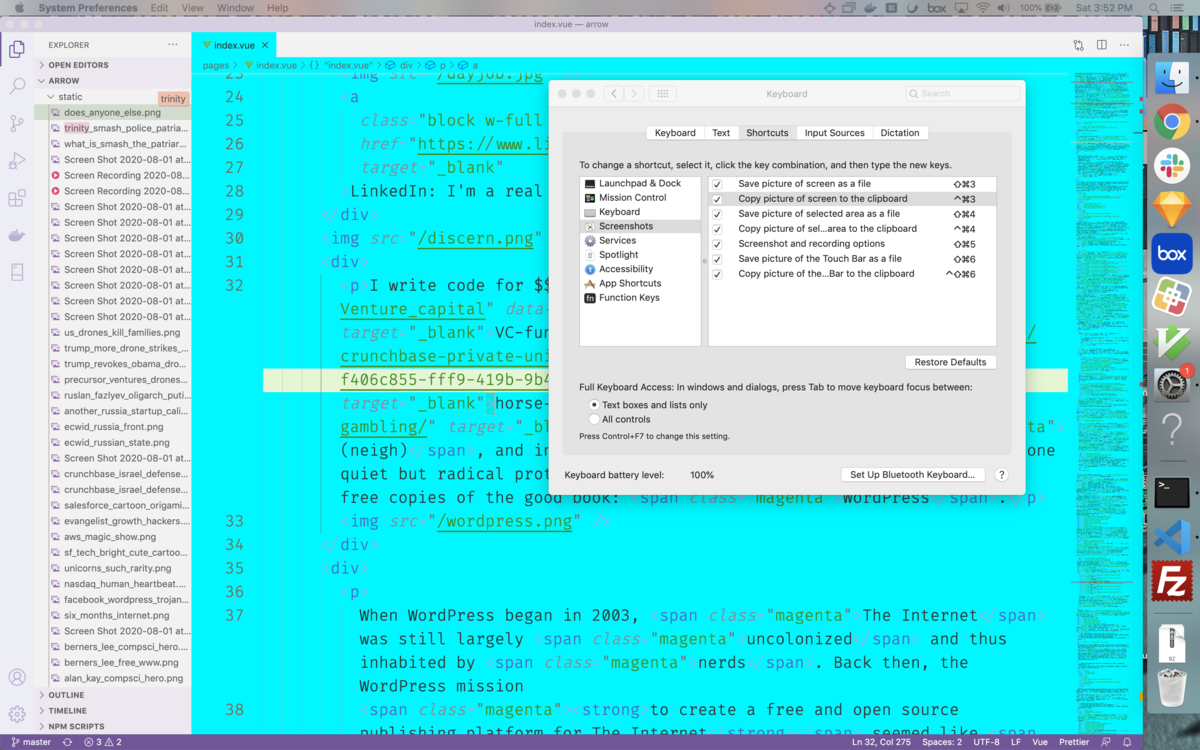 System Preferences Edit View Window Help
box 100% Sat 3:52 PM
index.vue — arrow
EXPLORER
OPEN EDITORS
ARROW
static
trinity
does_anyone_else.png
trinity_smash_police_patria...
what_is_smash_the_patriar...
Screen Shot 2020-08-01 at...
Screen Recording 2020-08...
Screen Recording 2020-08...
Screen Shot 2020-08-01 at...
Screen Shot 2020-08-01 at...
Screen Shot 2020-08-01 at...
Screen Shot 2020-08-01 at...
Screen Shot 2020-08-01 at...
Screen Shot 2020-08-01 at...
Screen Shot 2020-08-01 at...
Screen Shot 2020-08-01 at...
us_drones_kill_families.png
trump_more_drone_strikes_...
trump_revokes_obama_dro...
precursor_ventures_drones...
ruslan_fazlyev_oligarch_puti...
another_russia_startup_cali...
ecwid_russia_front.png
ecwid_russian_state.png
Screen Shot 2020-08-01 at...
crunchbase_israel_defense...
crunchbase_israel_defense...
salesforce_cartoon_origami...
evangelist_growth_hackers...
aws_magic_show.png
sf_tech_bright_cute_cartoo...
unicorns_such_rarity.png
nasdaq_human_heartbeat....
facebook_wordpress_trojan...
six_months_internet.png
Screen Shot 2020-08-01 at...
berners_lee_compsci_hero....
berners_lee_free_www.png
alan_kay_compsci_hero.png
OUTLINE
TIMELINE
NPM SCRIPTS
index.vue ×
pages > index.vue > {} "index.vue" > div > p > a
23 <img src="/dayjob.jpg
24 <a
25 class="block w-full
26 href="https://www.li
27 target="_blank"
28 >LinkedIn: I'm a real
29 </div>
30 <img src="/discern.png"
31 <div>
32 <p>I write code for $$
Venture_capital" data-
target="_blank">VC-fun
crunchbase-private-uni
f406c855-fff9-419b-9b4
target="_blank">horse-
gambling/" target="_bl
(neigh)</span>, and in
one
quiet but radical prot
free copies of the good book: <span class="magenta">WordPress</span>.</p>
<img src="/wordpress.png" />
33
34 </div>
35 <div>
36 <p>
37 When WordPress began in 2003, <span class="magenta">The Internet</span>
was still largely <span class="magenta">uncolonized</span> and thus
inhabited by <span class="magenta">nerds</span>. Back then, the
WordPress mission
38 <span class="magenta"><strong>to create a free and open source
publishing platform for The Internet</strong></span> seemed like <span
Keyboard
Search
Keyboard Text Shortcuts Input Sources Dictation
To change a shortcut, select it, click the key combination, and then type the new keys.
Launchpad & Dock
Mission Control
Keyboard
Screenshots
Services
Spotlight
Accessibility
App Shortcuts
fn Function Keys
Save picture of screen as a file ⇧⌘3
Copy picture of screen to the clipboard ^⌘3
Save picture of selected area as a file ⇧⌘4
Copy picture of sel...area to the clipboard ^⌘4
Screenshot and recording options ⇧⌘5
Save picture of the Touch Bar as a file ⇧⌘6
Copy picture of the...Bar to the clipboard ^⇧⌘6
Restore Defaults
Full Keyboard Access: In windows and dialogs, press Tab to move keyboard focus between:
Text boxes and lists only
All controls
Press Control+F7 to change this setting.
Keyboard battery level: 100%
Set Up Bluetooth Keyboard...
?
box
1
?
>_
Fz
BZ
master 3 2
Ln 32, Col 275 Spaces: 2 UTF-8 LF Vue Prettier